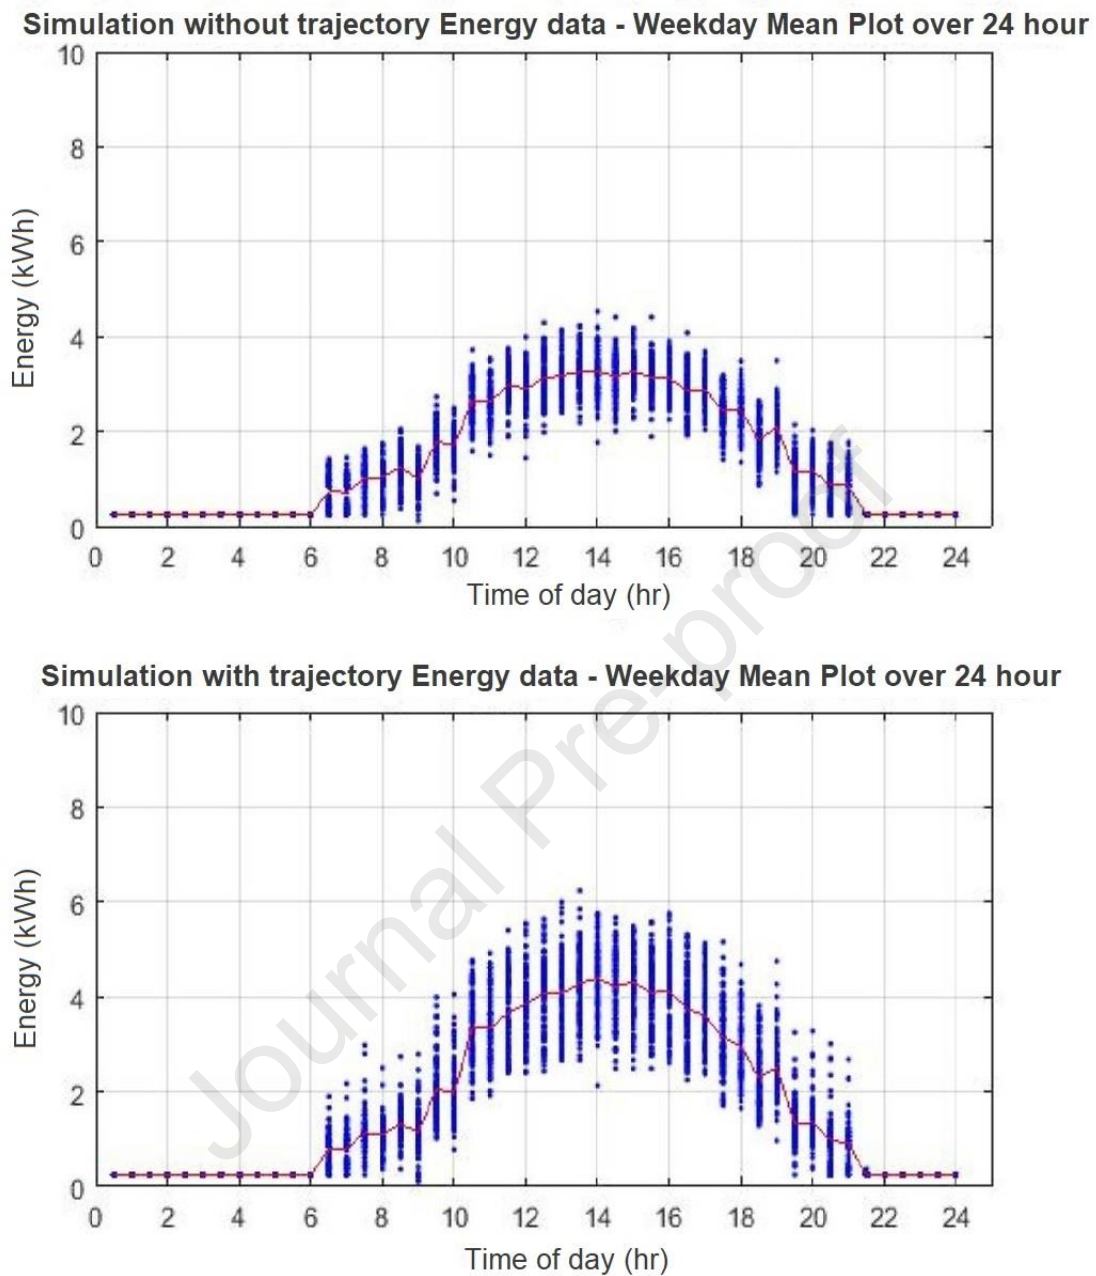 Simulation without trajectory Energy data - Weekday Mean Plot over 24 hour
10
8
6
4
2
0
Energy (kWh)
0 2 4 6 8 10 12 14 16 18 20 22 24
Time of day (hr)
Journal Pre-proof
Simulation with trajectory Energy data - Weekday Mean Plot over 24 hour
10
8
6
4
2
0
Energy (kWh)
0 2 4 6 8 10 12 14 16 18 20 22 24
Time of day (hr)